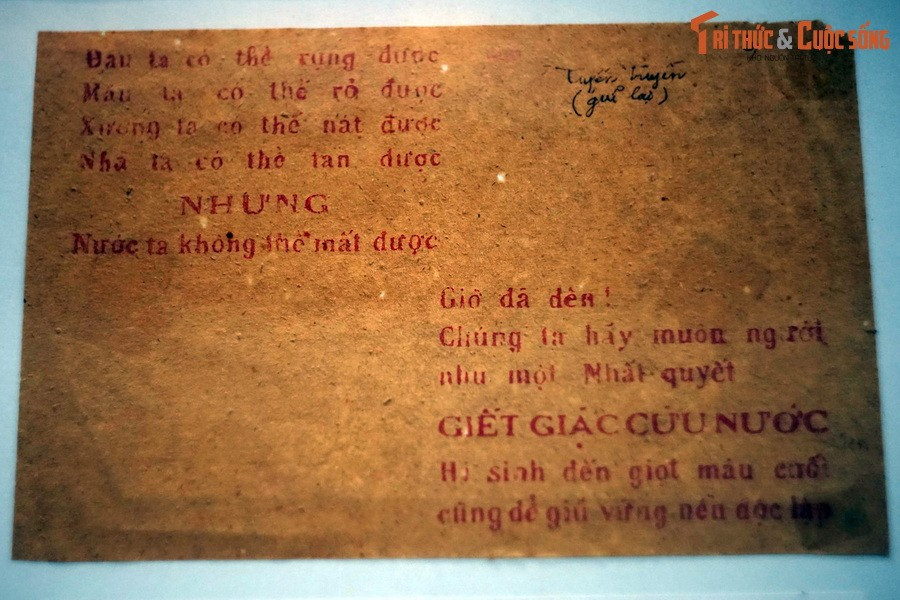 TRI THỨC & CUỘC SỐNG
Đầu ta có thể rụng được
Máu ta có thể rỏ được
Xương ta có thể nát được
Nhà ta có thể tan được
NHƯNG
Nước ta không thể mất được
Tuyên truyền
(gửi lại)
Giờ đã đến!
Chúng ta hãy muôn người
như một Nhất quyết
GIẾT GIẶC CỨU NƯỚC
Hi sinh đến giọt máu cuối
cũng để giữ vững nền độc lập